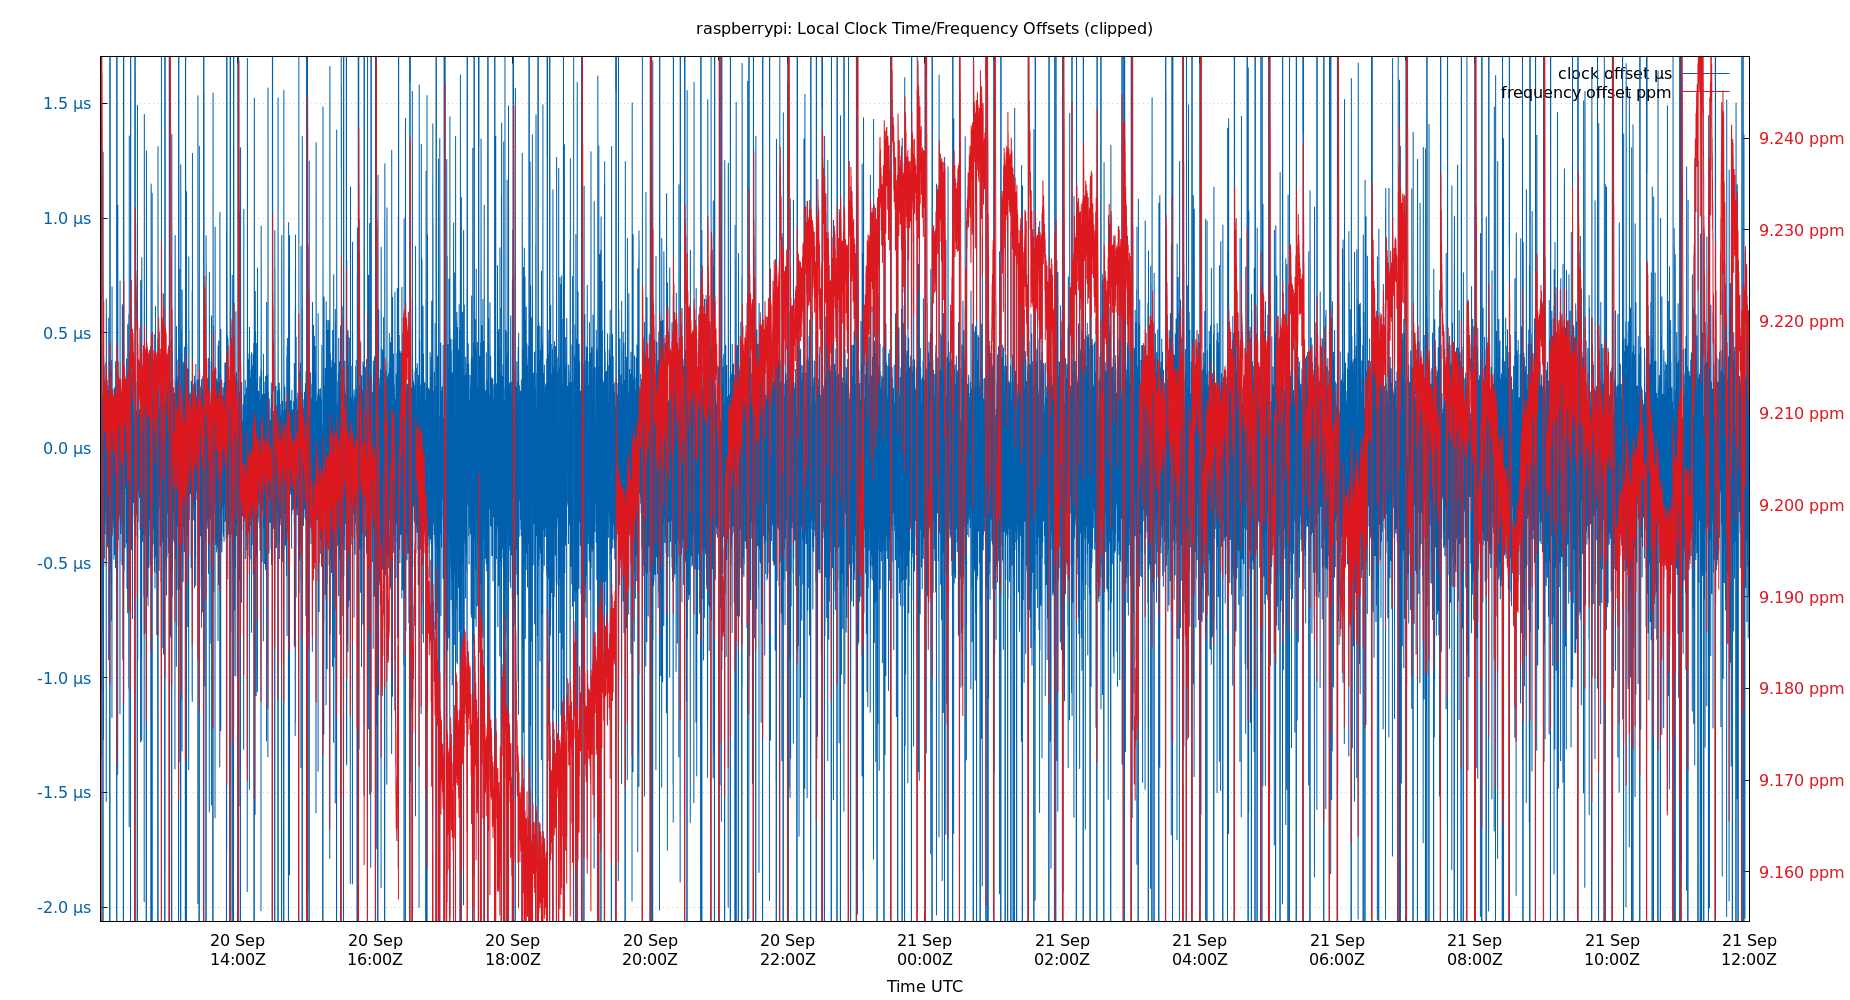 raspberrypi: Local Clock Time/Frequency Offsets (clipped)
clock offset µs
frequency offset ppm
1.5 µs
1.0 µs
0.5 µs
0.0 µs
-0.5 µs
-1.0 µs
-1.5 µs
-2.0 µs
9.240 ppm
9.230 ppm
9.220 ppm
9.210 ppm
9.200 ppm
9.190 ppm
9.180 ppm
9.170 ppm
9.160 ppm
20 Sep 20 Sep 20 Sep 20 Sep 20 Sep 21 Sep 21 Sep 21 Sep 21 Sep 21 Sep 21 Sep 21 Sep
14:00Z 16:00Z 18:00Z 20:00Z 22:00Z 00:00Z 02:00Z 04:00Z 06:00Z 08:00Z 10:00Z 12:00Z
Time UTC